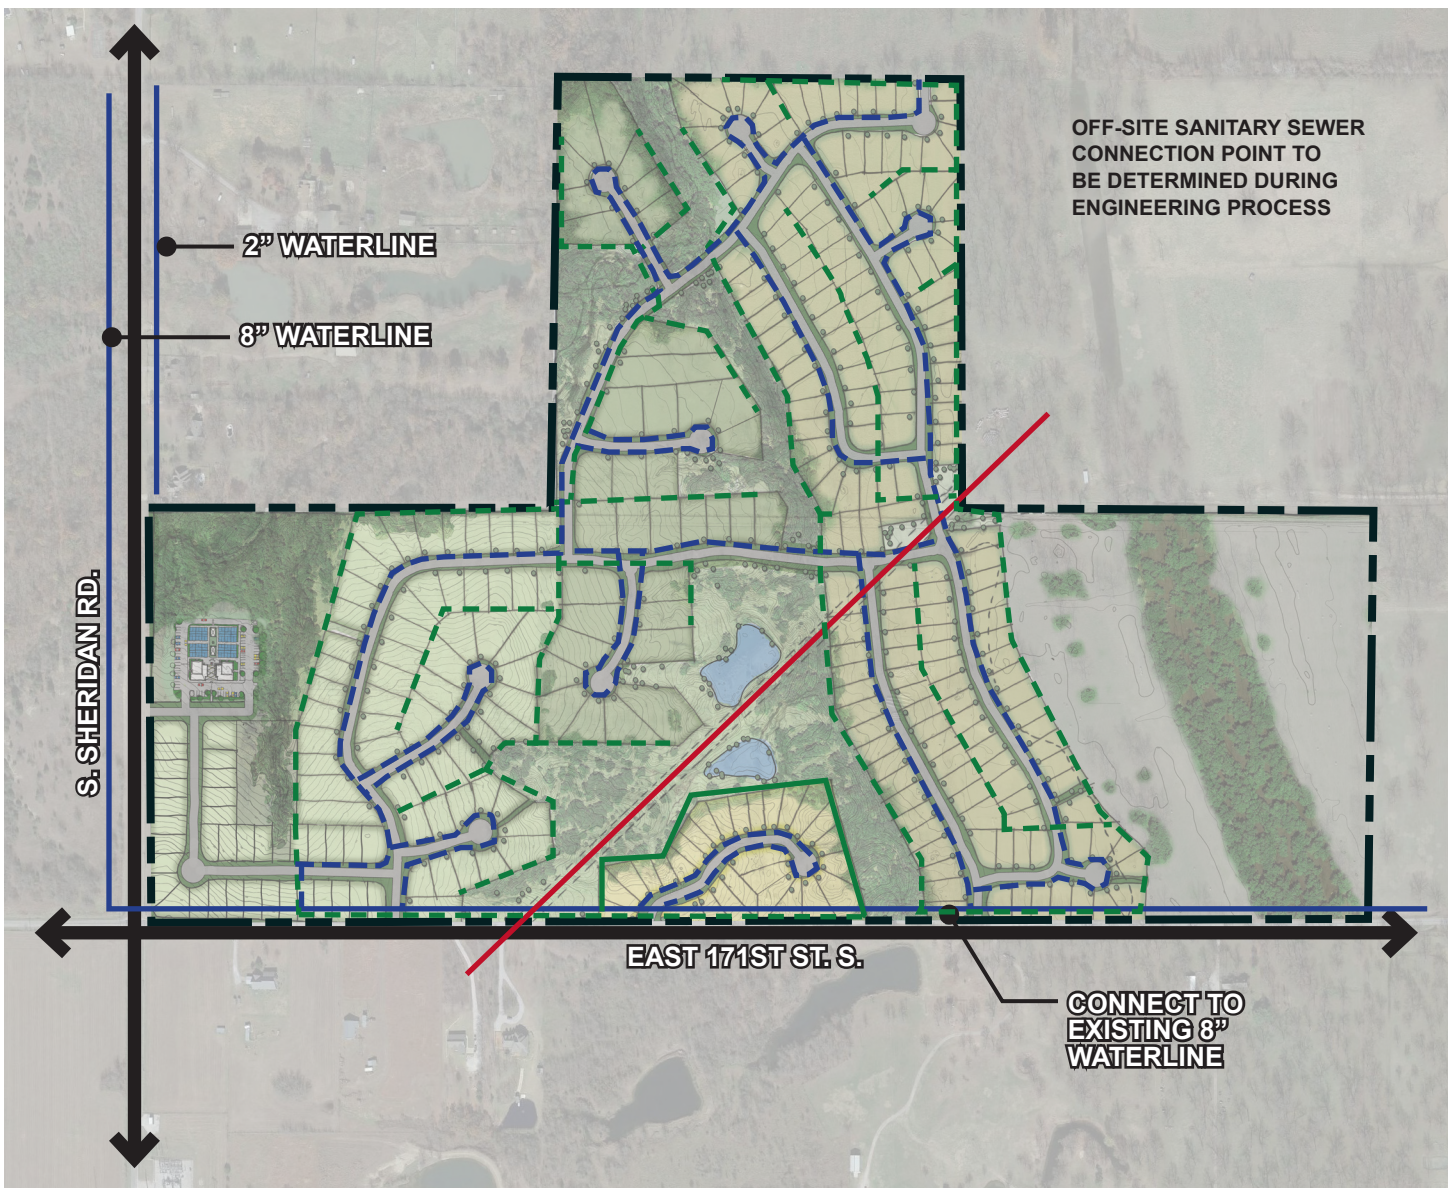 OFF-SITE SANITARY SEWER
CONNECTION POINT TO
BE DETERMINED DURING
ENGINEERING PROCESS
2” WATERLINE
8” WATERLINE
S. SHERIDAN RD.
EAST 171ST ST. S.
CONNECT TO
EXISTING 8”
WATERLINE